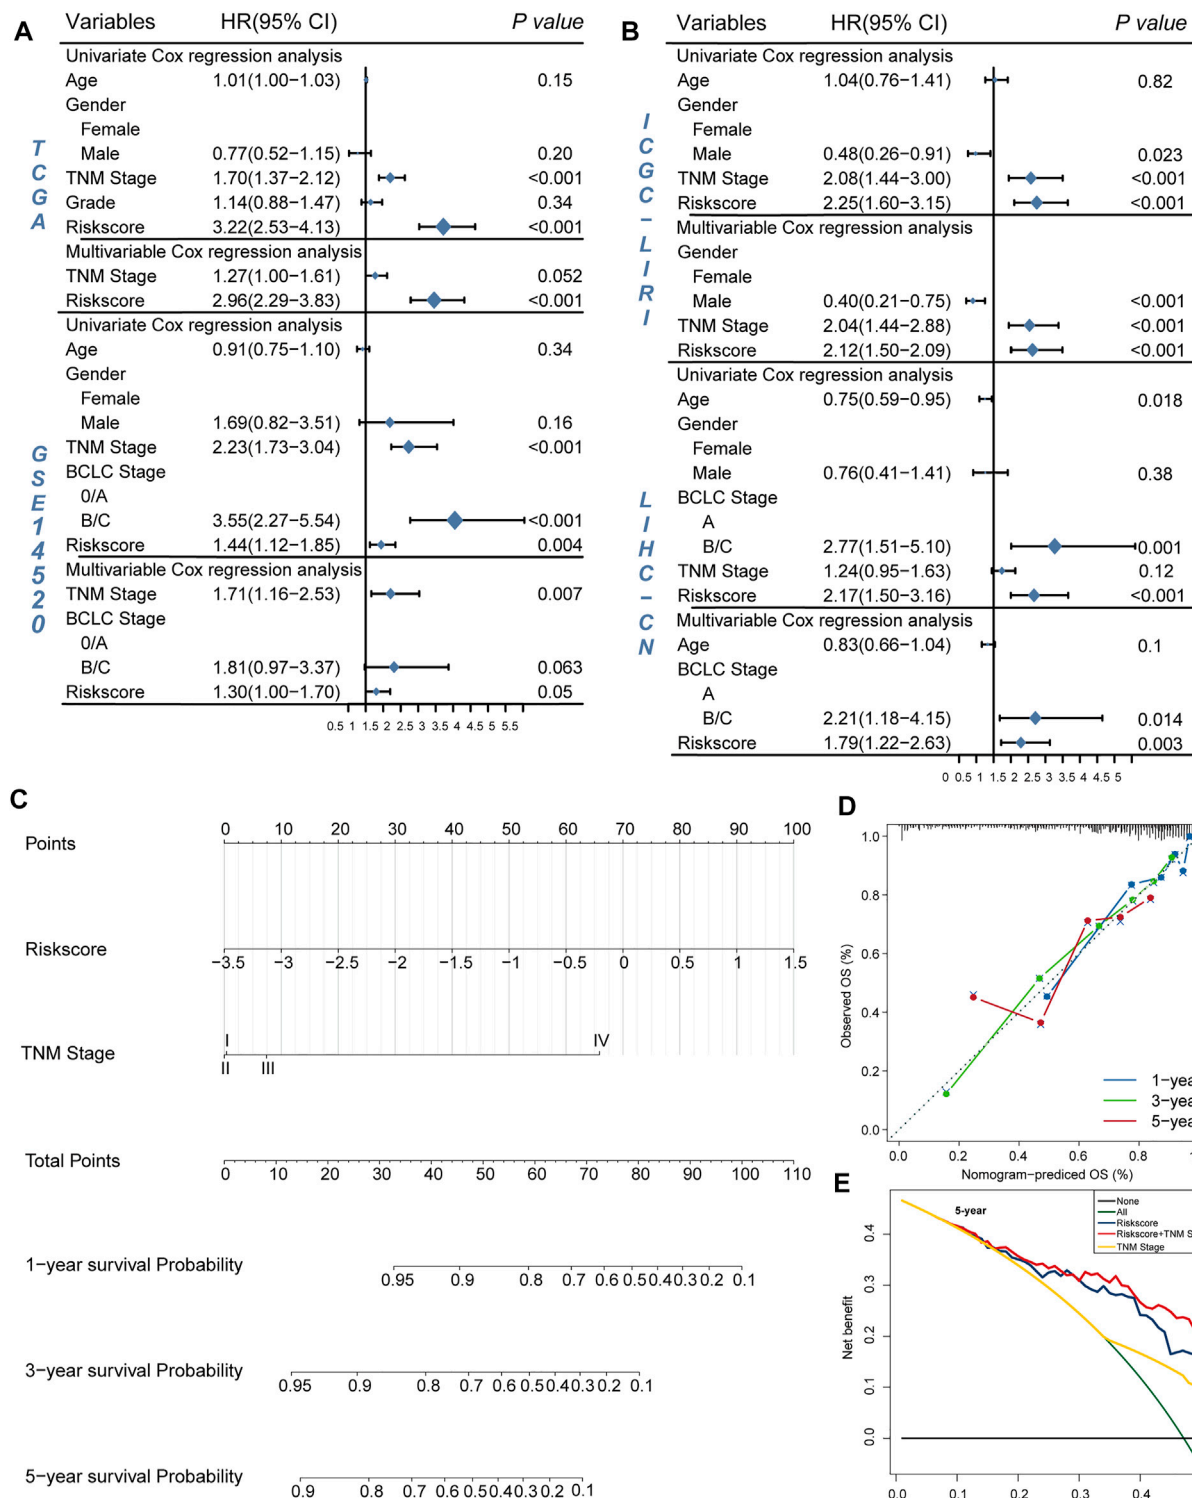 A
Variables HR(95% CI) P value
Univariate Cox regression analysis
Age 1.01(1.00−1.03) 0.15
Gender
Female
Male 0.77(0.52−1.15) 0.20
TNM Stage 1.70(1.37−2.12) <0.001
Grade 1.14(0.88−1.47) 0.34
Riskscore 3.22(2.53−4.13) <0.001
Multivariable Cox regression analysis
TNM Stage 1.27(1.00−1.61) 0.052
Riskscore 2.96(2.29−3.83) <0.001
TCGA
Univariate Cox regression analysis
Age 0.91(0.75−1.10) 0.34
Gender
Female
Male 1.69(0.82−3.51) 0.16
TNM Stage 2.23(1.73−3.04) <0.001
BCLC Stage
0/A
B/C 3.55(2.27−5.54) <0.001
Riskscore 1.44(1.12−1.85) 0.004
Multivariable Cox regression analysis
TNM Stage 1.71(1.16−2.53) 0.007
BCLC Stage
0/A
B/C 1.81(0.97−3.37) 0.063
Riskscore 1.30(1.00−1.70) 0.05
GSE14520
0.5 1 1.5 2 2.5 3 3.5 4 4.5 5 5.5
B
Variables HR(95% CI) P value
Univariate Cox regression analysis
Age 1.04(0.76−1.41) 0.82
Gender
Female
Male 0.48(0.26−0.91) 0.023
TNM Stage 2.08(1.44−3.00) <0.001
Riskscore 2.25(1.60−3.15) <0.001
Multivariable Cox regression analysis
Gender
Female
Male 0.40(0.21−0.75) <0.001
TNM Stage 2.04(1.44−2.88) <0.001
Riskscore 2.12(1.50−2.09) <0.001
ICGC−LIRI
Univariate Cox regression analysis
Age 0.75(0.59−0.95) 0.018
Gender
Female
Male 0.76(0.41−1.41) 0.38
BCLC Stage
A
B/C 2.77(1.51−5.10) 0.001
TNM Stage 1.24(0.95−1.63) 0.12
Riskscore 2.17(1.50−3.16) <0.001
Multivariable Cox regression analysis
Age 0.83(0.66−1.04) 0.1
BCLC Stage
A
B/C 2.21(1.18−4.15) 0.014
Riskscore 1.79(1.22−2.63) 0.003
LIHC−CN
0 0.5 1 1.5 2 2.5 3 3.5 4 4.5 5
C
Points 0 10 20 30 40 50 60 70 80 90 100
Riskscore −3.5 −3 −2.5 −2 −1.5 −1 −0.5 0 0.5 1 1.5
TNM Stage I II III IV
Total Points 0 10 20 30 40 50 60 70 80 90 100 110
1−year survival Probability 0.95 0.9 0.8 0.7 0.6 0.5 0.4 0.3 0.2 0.1
3−year survival Probability 0.95 0.9 0.8 0.7 0.6 0.5 0.4 0.3 0.2 0.1
5−year survival Probability 0.9 0.8 0.7 0.6 0.5 0.4 0.3 0.2 0.1
D
Observed OS (%)
1.0
0.8
0.6
0.4
0.2
0.0
1−yea
3−yea
5−yea
0.0 0.2 0.4 0.6 0.8 1
Nomogram−prediced OS (%)
E
5-year
None
All
Riskscore
Riskscore+TNM S
TNM Stage
Net benefit
0.4
0.3
0.2
0.1
0.0
0.0 0.1 0.2 0.3 0.4